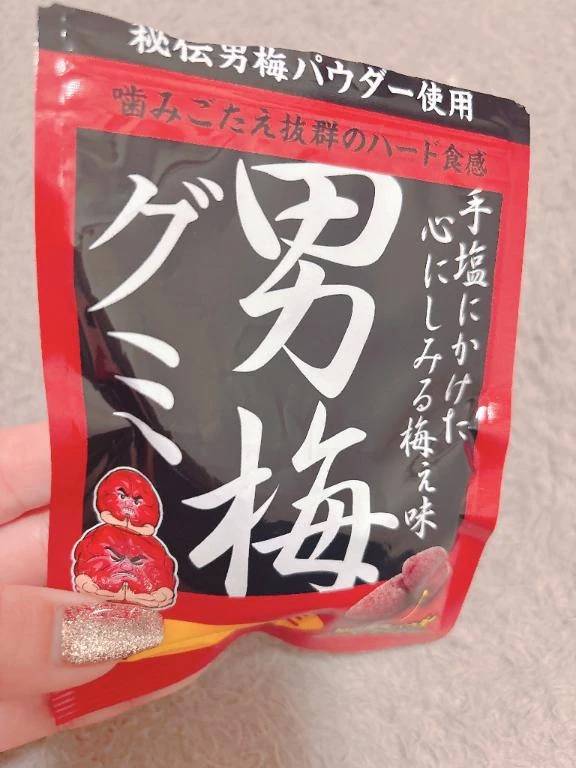 秘伝男梅パウダー使用
噛みごたえ抜群のハード食感
手塩にかけた
心にしみる梅ぇ味
男梅
グミ